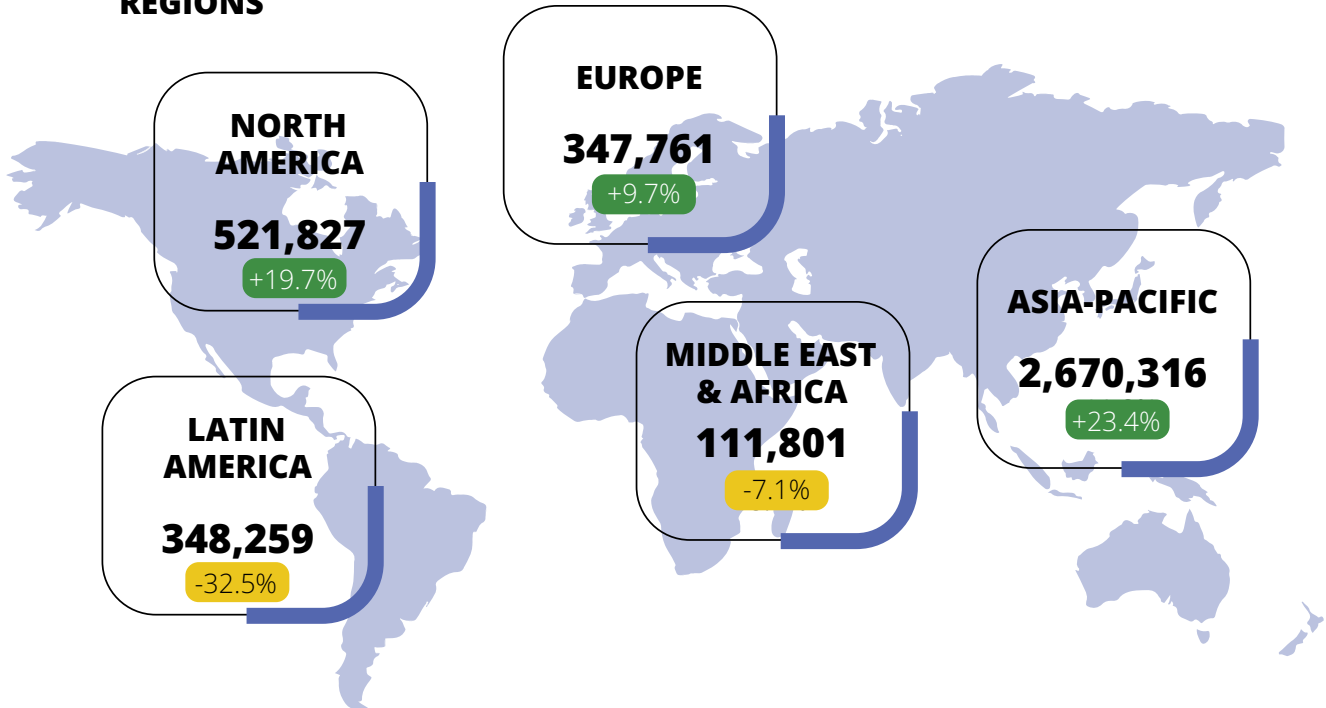 REGIONS
EUROPE
347,761
+9.7%
NORTH
AMERICA
521,827
+19.7%
ASIA-PACIFIC
2,670,316
+23.4%
MIDDLE EAST
& AFRICA
111,801
-7.1%
LATIN
AMERICA
348,259
-32.5%